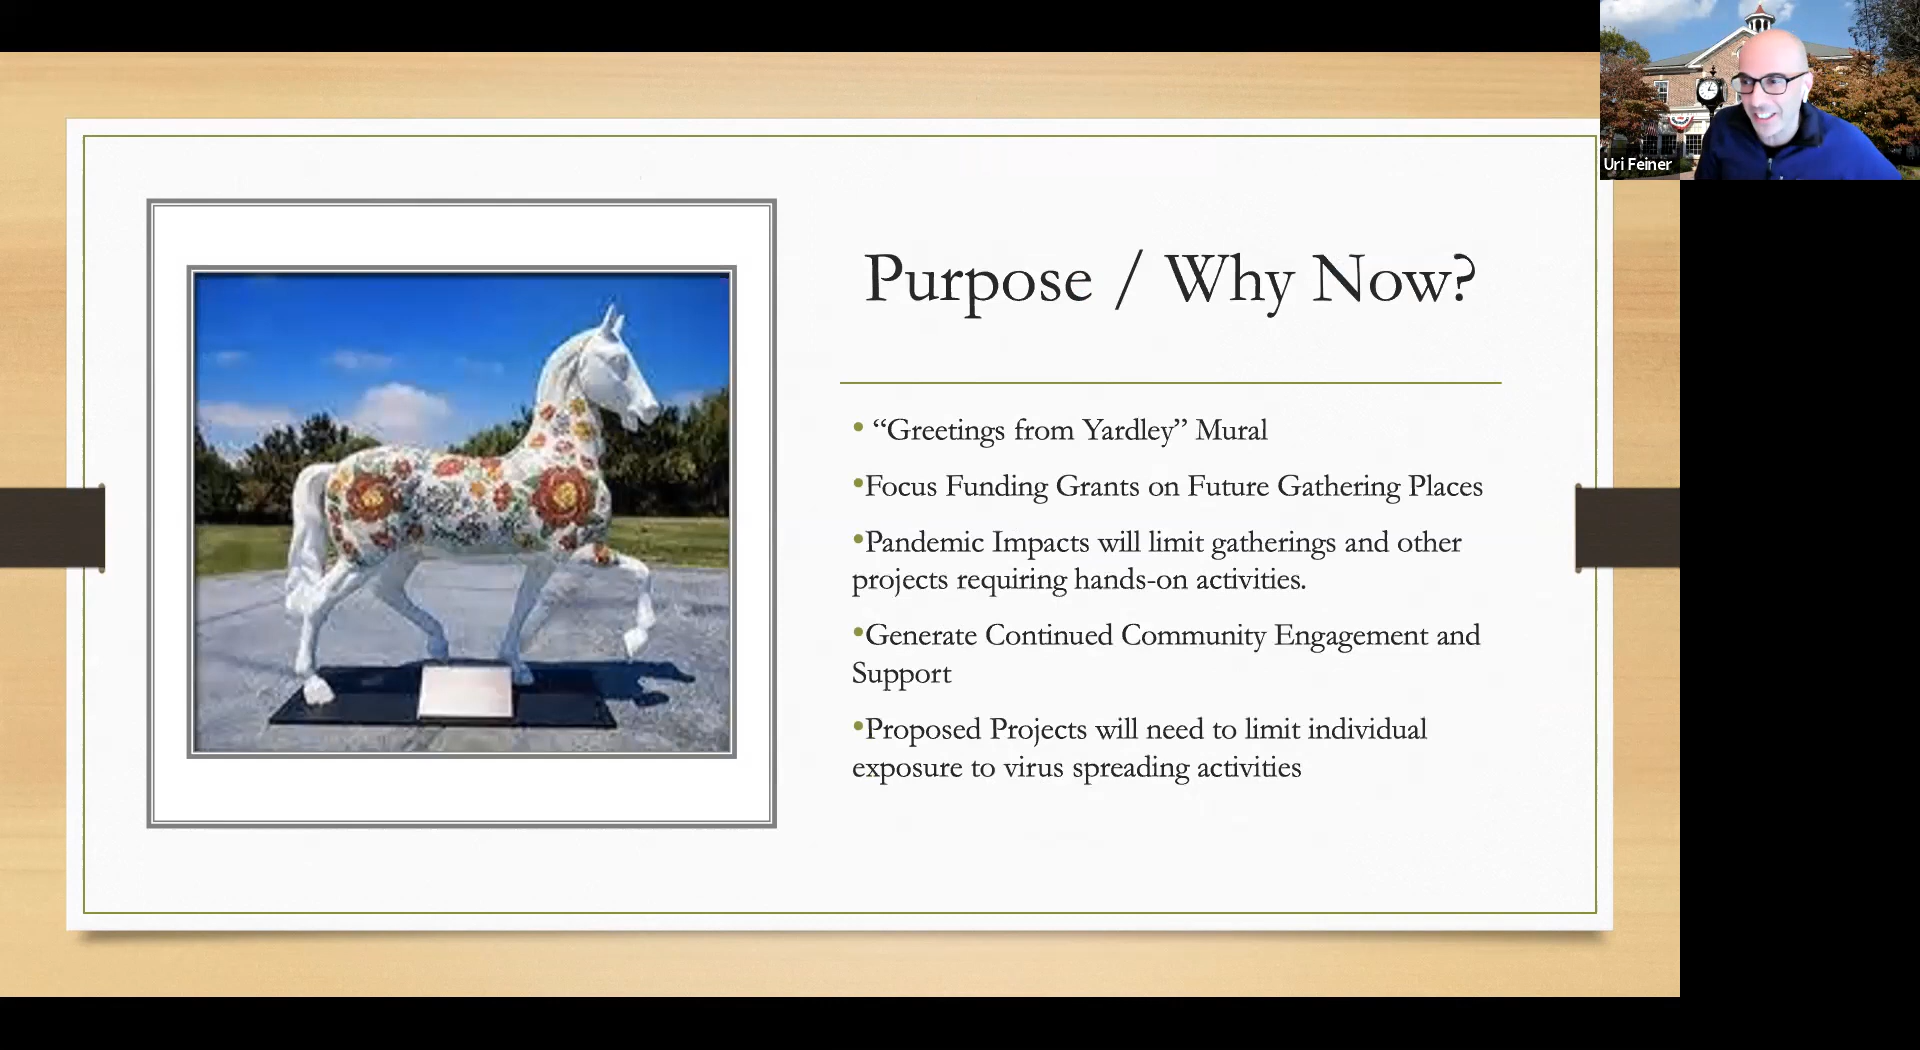 Uri Feiner
Purpose / Why Now?
• “Greetings from Yardley” Mural
•Focus Funding Grants on Future Gathering Places
•Pandemic Impacts will limit gatherings and other
projects requiring hands-on activities.
•Generate Continued Community Engagement and
Support
•Proposed Projects will need to limit individual
exposure to virus spreading activities